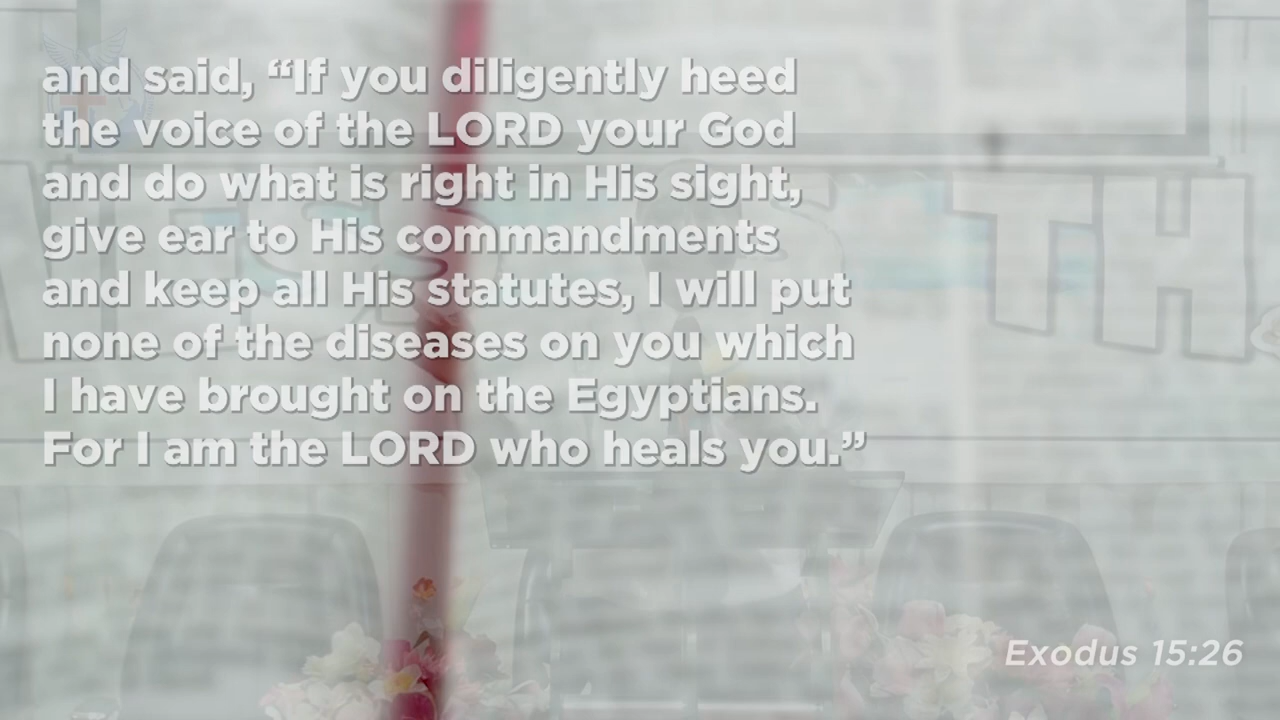 and said, “If you diligently heed
the voice of the LORD your God
and do what is right in His sight,
give ear to His commandments
and keep all His statutes, I will put
none of the diseases on you which
I have brought on the Egyptians.
For I am the LORD who heals you.”
TH
Exodus 15:26